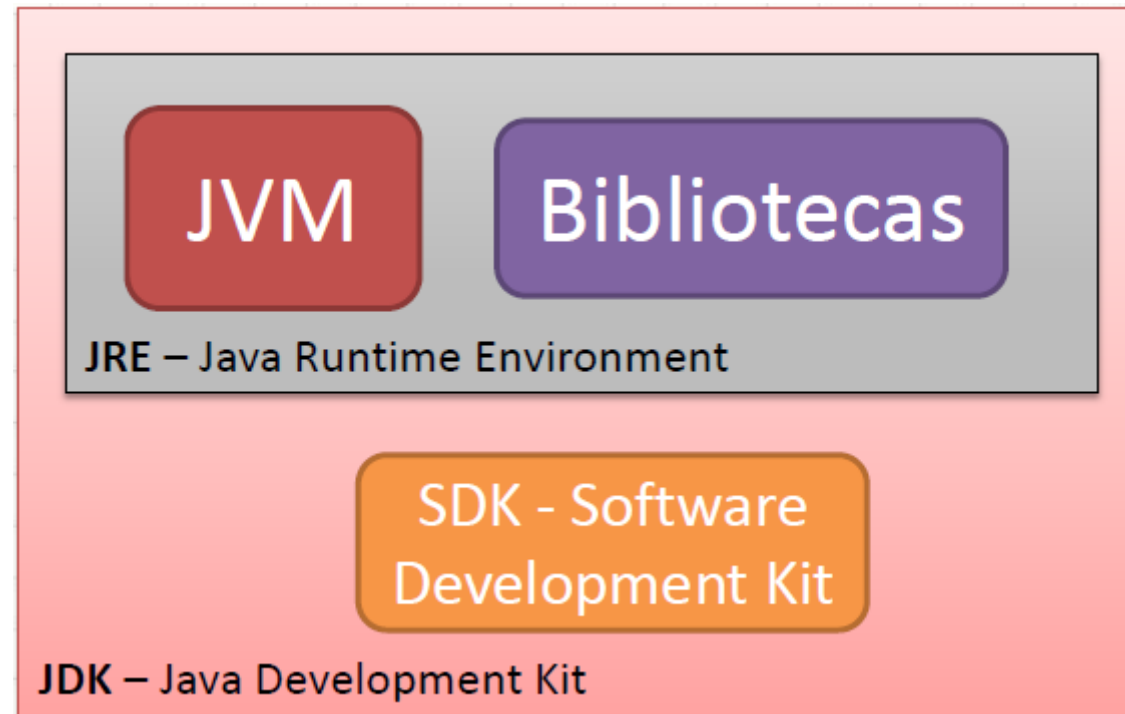 JVM
Bibliotecas
JRE – Java Runtime Environment
SDK - Software
Development Kit
JDK – Java Development Kit